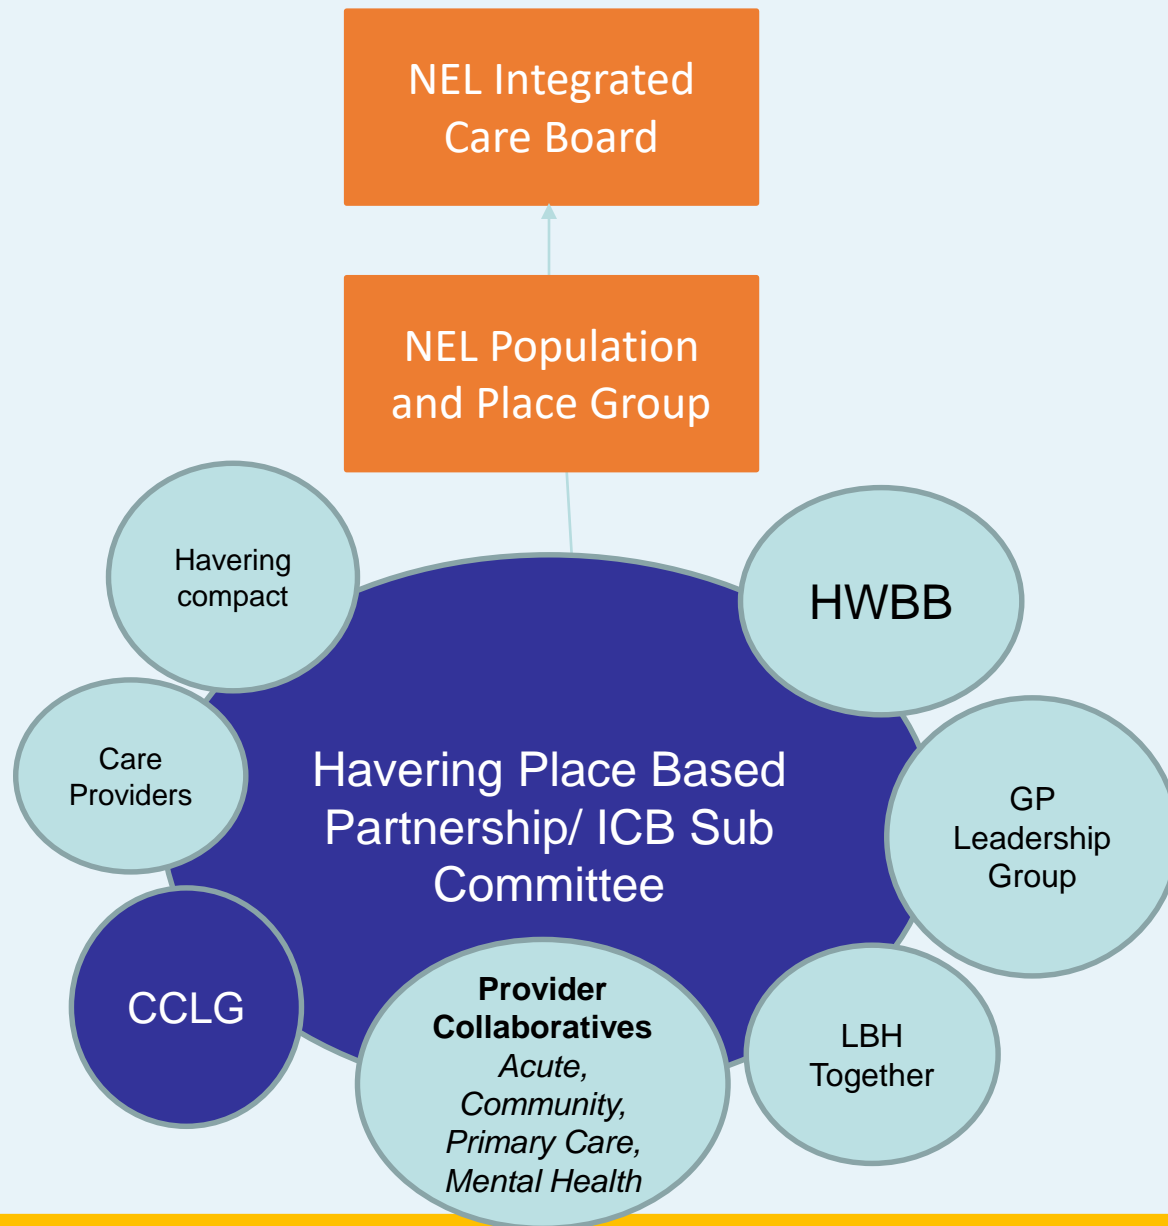 NEL Integrated
Care Board
NEL Population
and Place Group
Havering
compact
HWBB
Care
Providers
Havering Place Based
Partnership/ ICB Sub
Committee
GP
Leadership
Group
CCLG
Provider
Collaboratives
Acute,
Community,
Primary Care,
Mental Health
LBH
Together